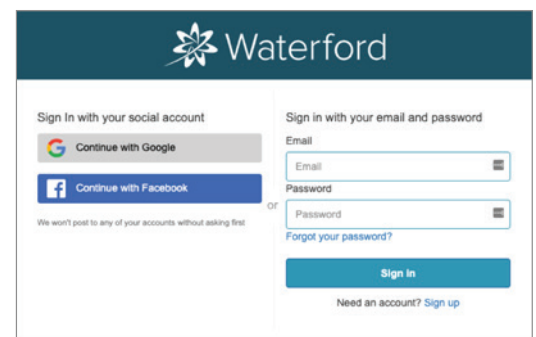 Waterford
Sign In with your social account
Continue with Google
Continue with Facebook
We won't post to any of your accounts without asking first
or
Sign in with your email and password
Email
Email
Password
Password
Forgot your password?
Sign in
Need an account? Sign up